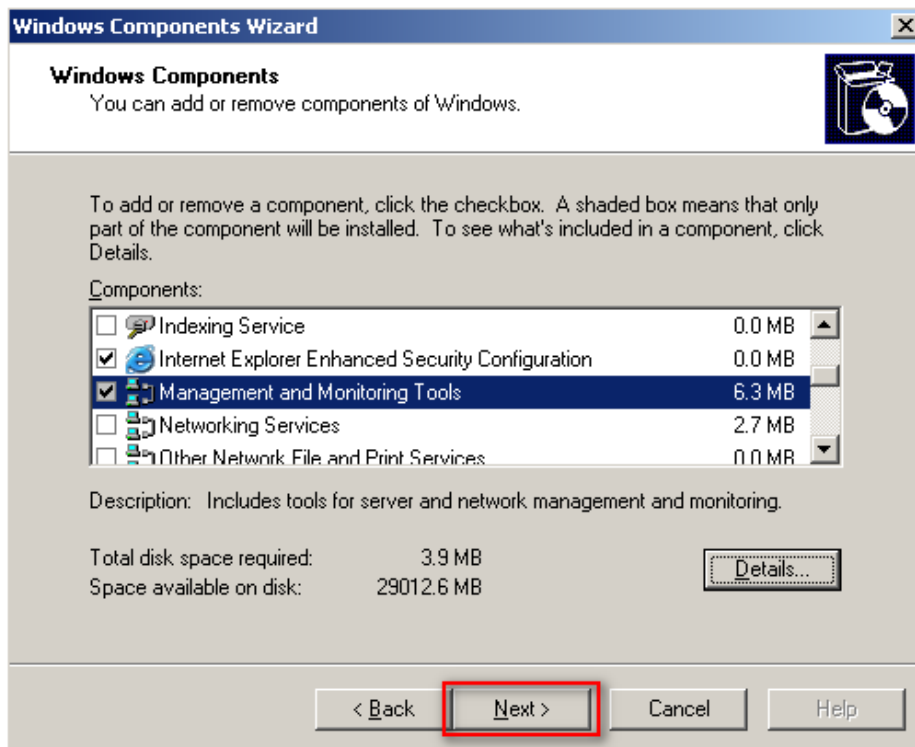 Windows Components Wizard
Windows Components
You can add or remove components of Windows.
To add or remove a component, click the checkbox. A shaded box means that only
part of the component will be installed. To see what's included in a component, click
Details.
Components:
Indexing Service 0.0 MB
Internet Explorer Enhanced Security Configuration 0.0 MB
Management and Monitoring Tools 6.3 MB
Networking Services 2.7 MB
Other Network File and Print Services 0.0 MB
Description: Includes tools for server and network management and monitoring.
Total disk space required: 3.9 MB
Space available on disk: 29012.6 MB
Details...
< Back Next > Cancel Help